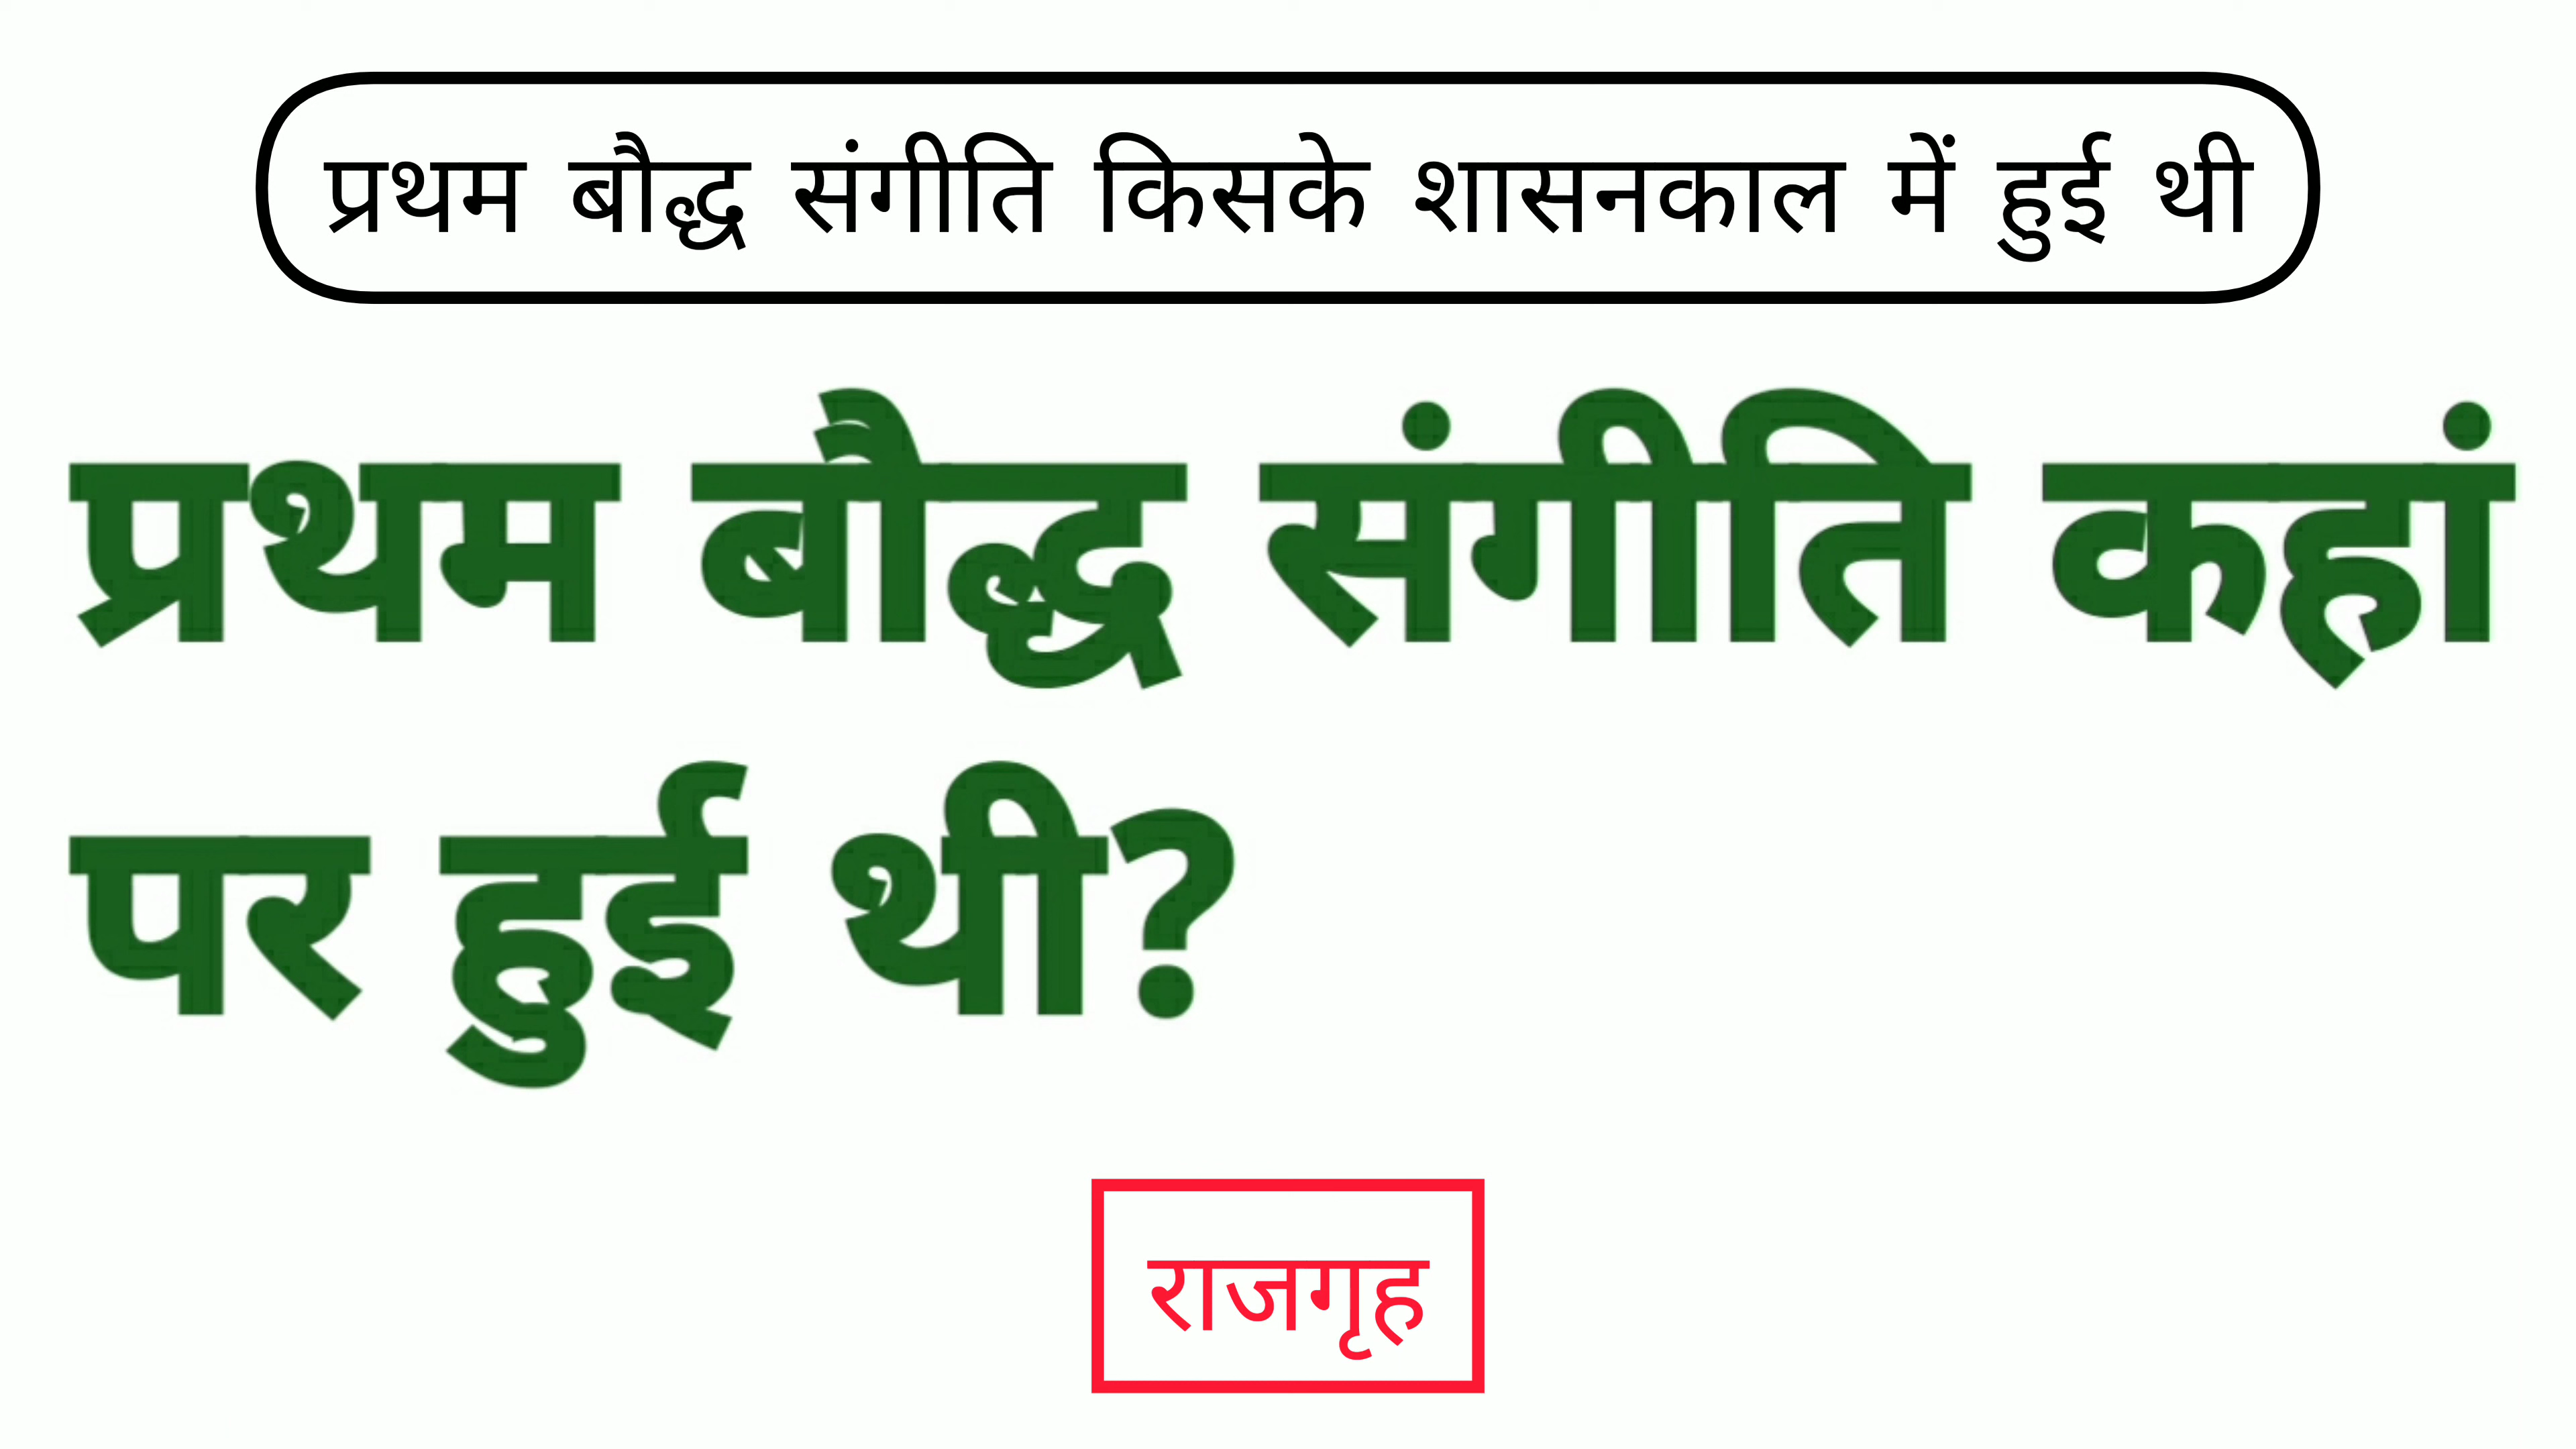 प्रथम बौद्ध संगीति किसके शासनकाल में हुई थी
प्रथम बौद्ध संगीति कहां
पर हुई थी?
राजगृह